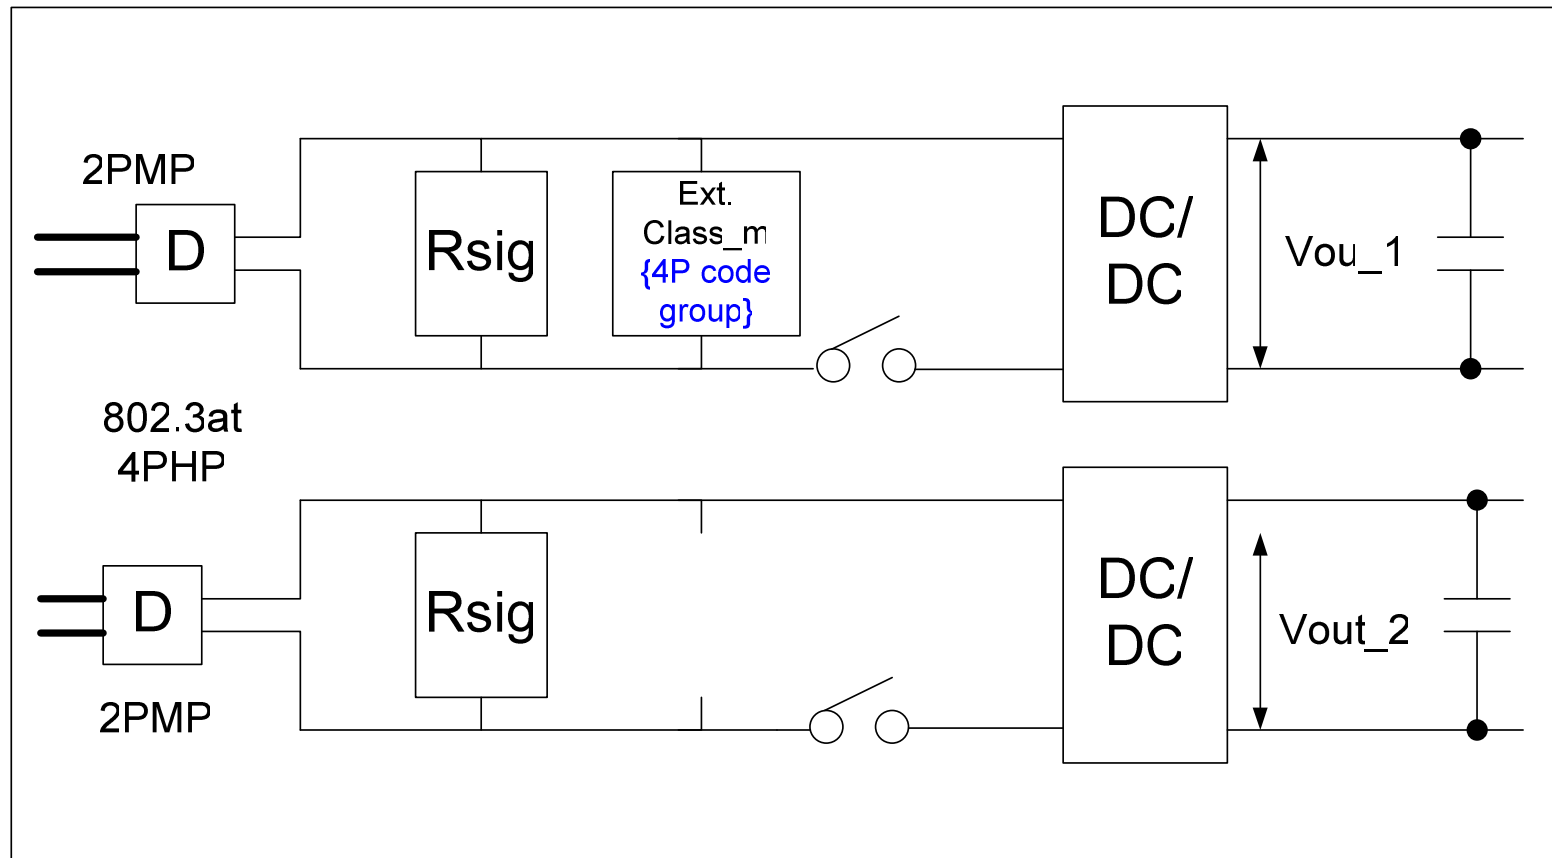 2PMP
D
Rsig
Ext.
Class_m
{4P code
group}
DC/
DC
Vou_1
802.3at
4PHP
D
Rsig
DC/
DC
Vout_2
2PMP